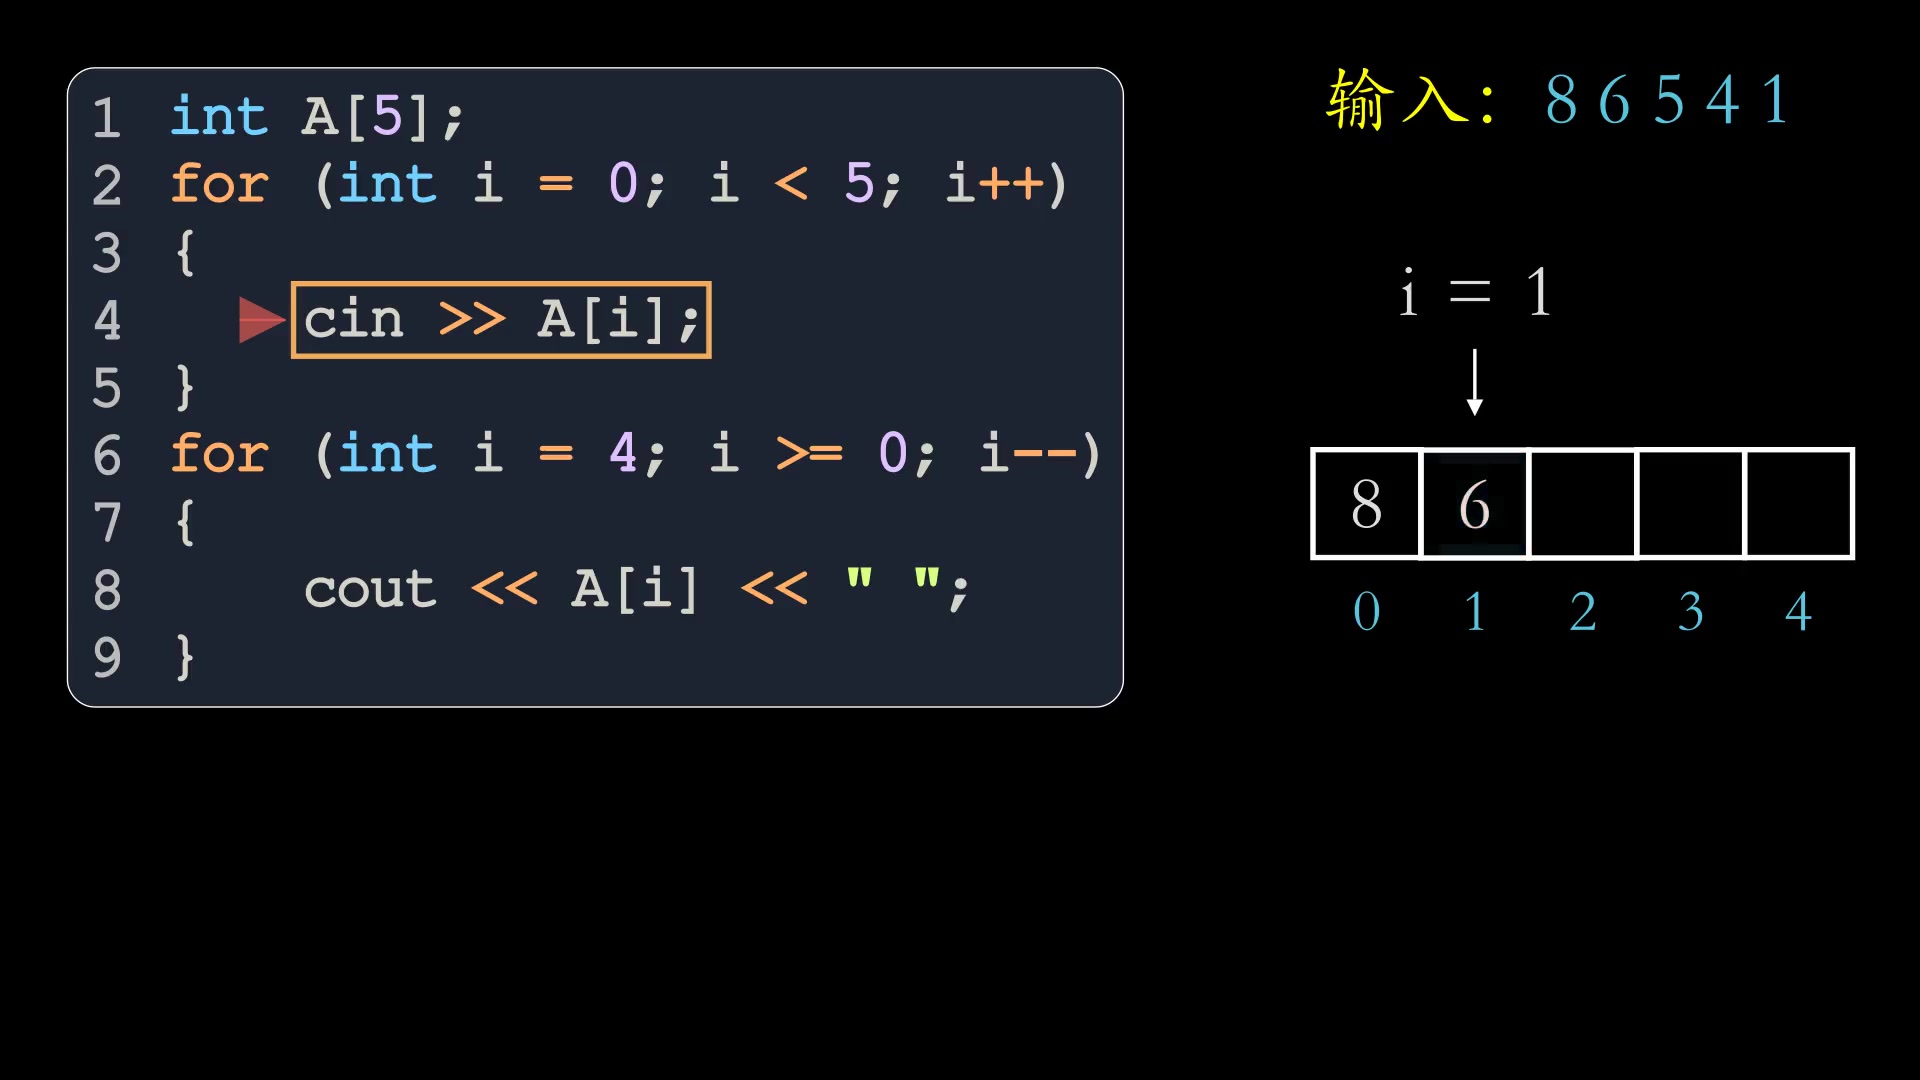 1 int A[5];
2 for (int i = 0; i < 5; i++)
3 {
4 cin >> A[i];
5 }
6 for (int i = 4; i >= 0; i--)
7 {
8 cout << A[i] << " ";
9 }
输入: 8 6 5 4 1
i = 1
8 6
0 1 2 3 4